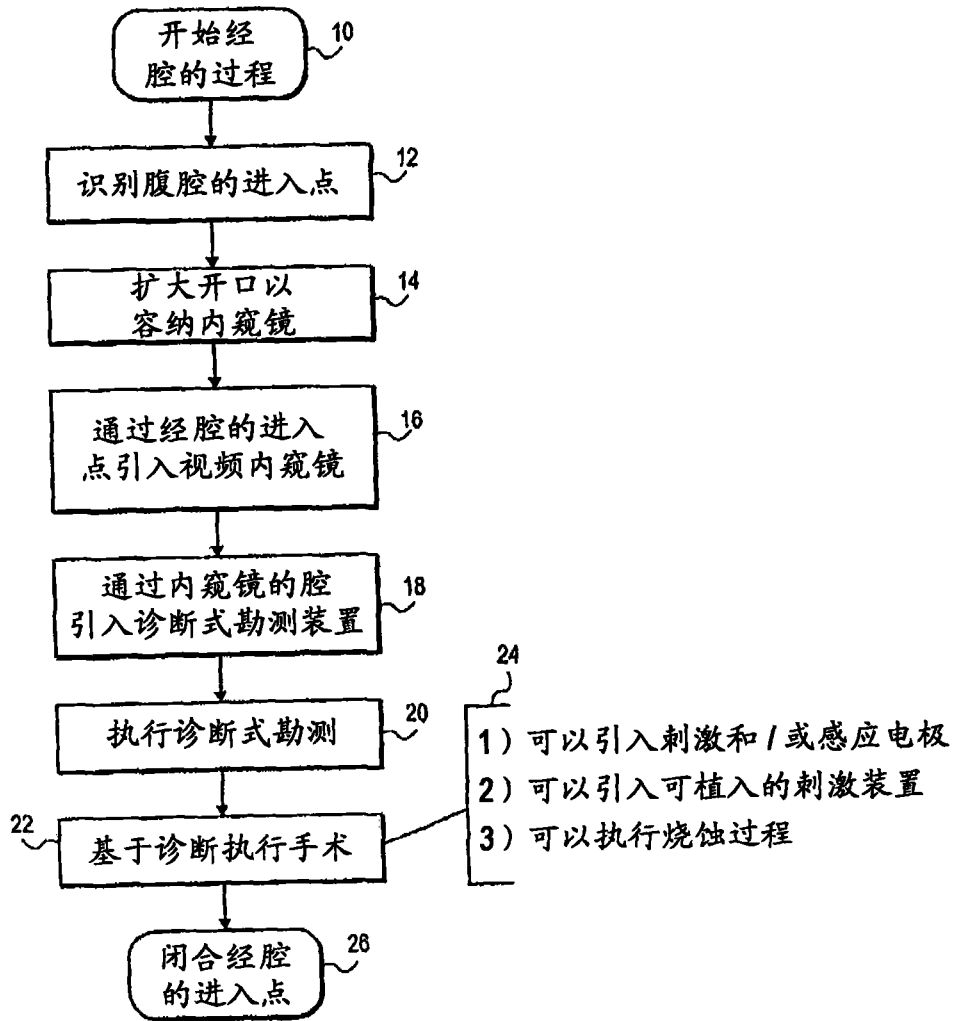 开始经
腔的过程
10
识别腹腔的进入点
12
扩大开口以
容纳内窥镜
14
通过经腔的进入
点引入视频内窥镜
16
通过内窥镜的腔
引入诊断式勘测装置
18
执行诊断式勘测
20
22
基于诊断执行手术
24
1）可以引入刺激和/或感应电极
2）可以引入可植入的刺激装置
3）可以执行烧蚀过程
闭合经腔
的进入点
26